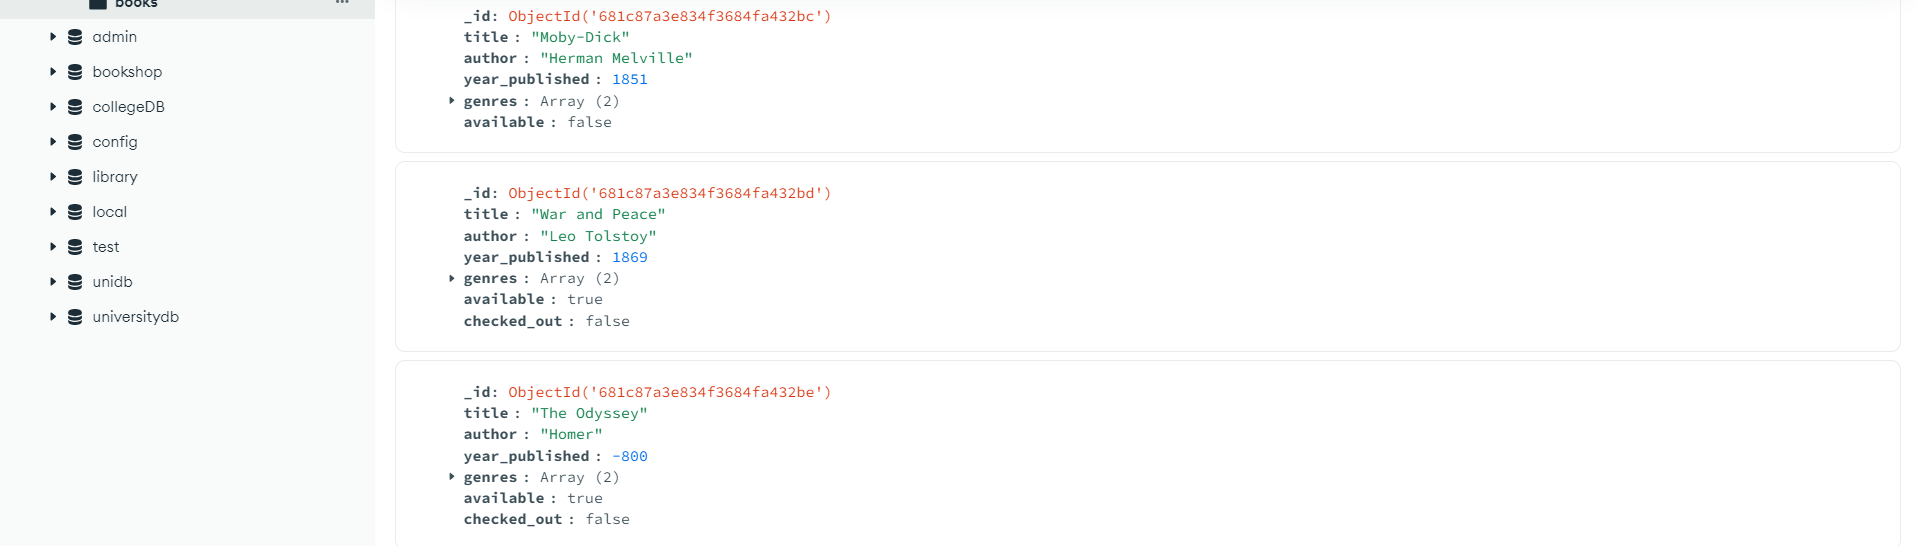 books
admin
bookshop
collegeDB
config
library
local
test
unidb
universitydb
_id: ObjectId('681c87a3e834f3684fa432bc')
title : "Moby-Dick"
author : "Herman Melville"
year_published : 1851
genres : Array (2)
available : false
_id: ObjectId('681c87a3e834f3684fa432bd')
title : "War and Peace"
author : "Leo Tolstoy"
year_published : 1869
genres : Array (2)
available : true
checked_out : false
_id: ObjectId('681c87a3e834f3684fa432be')
title : "The Odyssey"
author : "Homer"
year_published : -800
genres : Array (2)
available : true
checked_out : false